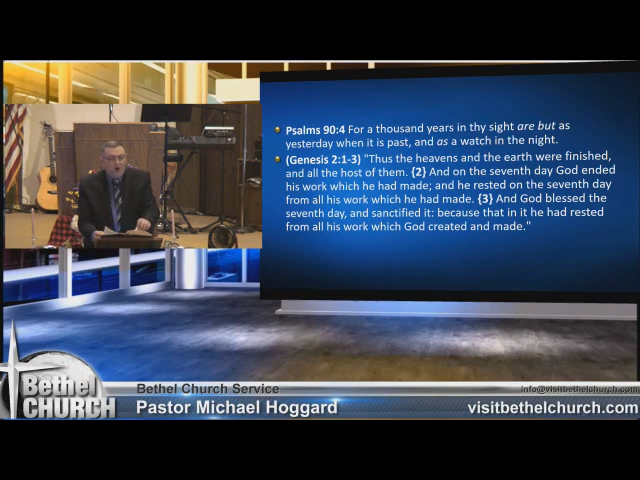 Psalms 90:4 For a thousand years in thy sight are but as
yesterday when it is past, and as a watch in the night.
(Genesis 2:1-3) "Thus the heavens and the earth were finished,
and all the host of them. {2} And on the seventh day God ended
his work which he had made; and he rested on the seventh day
from all his work which he had made. {3} And God blessed the
seventh day, and sanctified it: because that in it he had rested
from all his work which God created and made."
Bethel
CHURCH
Bethel Church Service
info@visitbethelchurch.com
Pastor Michael Hoggard
visitbethelchurch.com